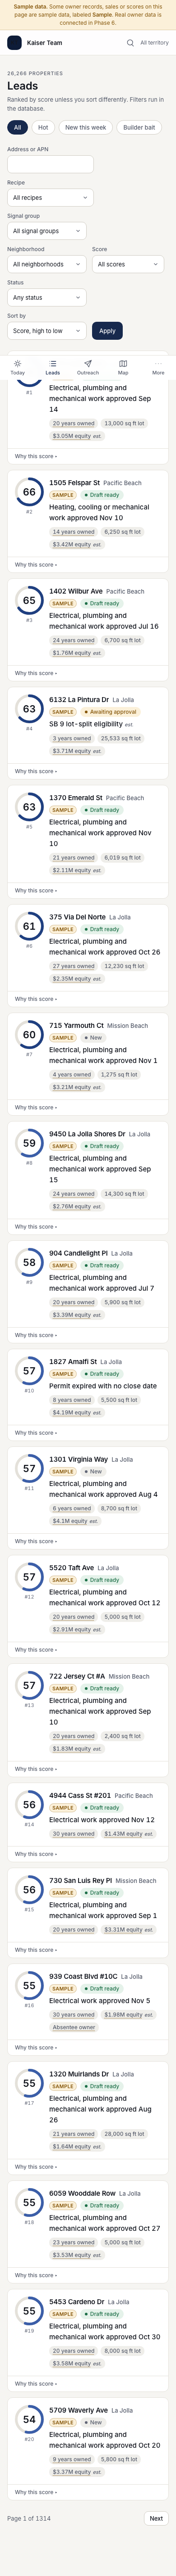 Sample data. Some owner records, sales or scores on this
page are sample data, labeled Sample. Real owner data is
connected in Phase 6.
Kaiser Team
All territory
26,266 PROPERTIES
Leads
Ranked by score unless you sort differently. Filters run in
the database.
All Hot New this week Builder bait
Address or APN
Recipe
All recipes
Signal group
All signal groups
Neighborhood Score
All neighborhoods All scores
Status
Any status
Sort by
Score, high to low Apply
Today Leads Outreach Map More
#1
Electrical, plumbing and
mechanical work approved Sep
14
20 years owned 13,000 sq ft lot
$3.05M equity est.
Why this score
66
#2
1505 Felspar St Pacific Beach
SAMPLE Draft ready
Heating, cooling or mechanical
work approved Nov 10
14 years owned 6,250 sq ft lot
$3.42M equity est.
Why this score
65
#3
1402 Wilbur Ave Pacific Beach
SAMPLE Draft ready
Electrical, plumbing and
mechanical work approved Jul 16
24 years owned 6,700 sq ft lot
$1.76M equity est.
Why this score
63
#4
6132 La Pintura Dr La Jolla
SAMPLE Awaiting approval
SB 9 lot-split eligibility est.
3 years owned 25,533 sq ft lot
$3.71M equity est.
Why this score
63
#5
1370 Emerald St Pacific Beach
SAMPLE Draft ready
Electrical, plumbing and
mechanical work approved Nov
10
21 years owned 6,019 sq ft lot
$2.11M equity est.
Why this score
61
#6
375 Via Del Norte La Jolla
SAMPLE Draft ready
Electrical, plumbing and
mechanical work approved Oct 26
27 years owned 12,230 sq ft lot
$2.35M equity est.
Why this score
60
#7
715 Yarmouth Ct Mission Beach
SAMPLE New
Electrical, plumbing and
mechanical work approved Nov 1
4 years owned 1,275 sq ft lot
$3.21M equity est.
Why this score
59
#8
9450 La Jolla Shores Dr La Jolla
SAMPLE Draft ready
Electrical, plumbing and
mechanical work approved Sep
15
24 years owned 14,300 sq ft lot
$2.76M equity est.
Why this score
58
#9
904 Candlelight Pl La Jolla
SAMPLE Draft ready
Electrical, plumbing and
mechanical work approved Jul 7
20 years owned 5,900 sq ft lot
$3.39M equity est.
Why this score
57
#10
1827 Amalfi St La Jolla
SAMPLE Draft ready
Permit expired with no close date
8 years owned 5,500 sq ft lot
$4.19M equity est.
Why this score
57
#11
1301 Virginia Way La Jolla
SAMPLE New
Electrical, plumbing and
mechanical work approved Aug 4
6 years owned 8,700 sq ft lot
$4.1M equity est.
Why this score
57
#12
5520 Taft Ave La Jolla
SAMPLE Draft ready
Electrical, plumbing and
mechanical work approved Oct 12
20 years owned 5,000 sq ft lot
$2.91M equity est.
Why this score
57
#13
722 Jersey Ct #A Mission Beach
SAMPLE Draft ready
Electrical, plumbing and
mechanical work approved Sep
10
20 years owned 2,400 sq ft lot
$1.83M equity est.
Why this score
56
#14
4944 Cass St #201 Pacific Beach
SAMPLE Draft ready
Electrical work approved Nov 12
30 years owned $1.43M equity est.
Why this score
56
#15
730 San Luis Rey Pl Mission Beach
SAMPLE Draft ready
Electrical, plumbing and
mechanical work approved Sep 1
20 years owned $3.31M equity est.
Why this score
55
#16
939 Coast Blvd #10C La Jolla
SAMPLE Draft ready
Electrical work approved Nov 5
30 years owned $1.98M equity est.
Absentee owner
Why this score
55
#17
1320 Muirlands Dr La Jolla
SAMPLE Draft ready
Electrical, plumbing and
mechanical work approved Aug
26
21 years owned 28,000 sq ft lot
$1.64M equity est.
Why this score
55
#18
6059 Wooddale Row La Jolla
SAMPLE Draft ready
Electrical, plumbing and
mechanical work approved Oct 27
23 years owned 5,000 sq ft lot
$3.53M equity est.
Why this score
55
#19
5453 Cardeno Dr La Jolla
SAMPLE Draft ready
Electrical, plumbing and
mechanical work approved Oct 30
20 years owned 8,000 sq ft lot
$3.58M equity est.
Why this score
54
#20
5709 Waverly Ave La Jolla
SAMPLE New
Electrical, plumbing and
mechanical work approved Oct 20
9 years owned 5,800 sq ft lot
$3.37M equity est.
Why this score
Page 1 of 1314 Next